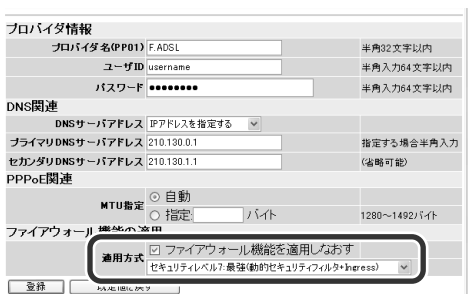 プロバイダ情報
プロバイダ名(PP01) F.ADSL 半角32文字以内
ユーザID username 半角入力64文字以内
パスワード ●●●●●●●● 半角入力64文字以内
DNS関連
DNSサーバアドレス IPアドレスを指定する
プライマリDNSサーバアドレス 210.130.0.1 指定する場合半角入力
セカンダリDNSサーバアドレス 210.130.1.1 (省略可能)
PPPoE関連
MTU指定 自動
指定: バイト 1280～1492バイト
ファイアウォール機能の適用
適用方式 ファイアウォール機能を適用しなおす
セキュリティレベル7:最強(動的セキュリティフィルタ+Ingress)
登録 既定値に戻す